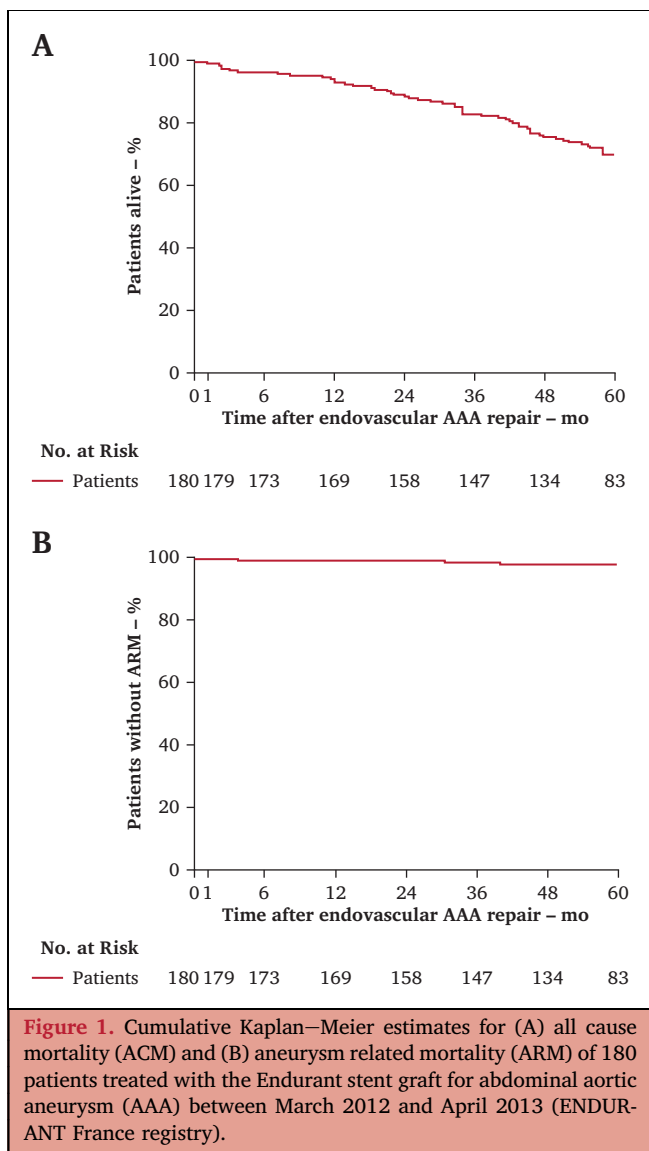 A
100
80
60
40
20
0
Patients alive – %
0 1 6 12 24 36 48 60
Time after endovascular AAA repair – mo
No. at Risk
Patients 180 179 173 169 158 147 134 83
B
100
80
60
40
20
0
Patients without ARM – %
0 1 6 12 24 36 48 60
Time after endovascular AAA repair – mo
No. at Risk
Patients 180 179 173 169 158 147 134 83
Figure 1. Cumulative Kaplan–Meier estimates for (A) all cause
mortality (ACM) and (B) aneurysm related mortality (ARM) of 180
patients treated with the Endurant stent graft for abdominal aortic
aneurysm (AAA) between March 2012 and April 2013 (ENDUR-
ANT France registry).